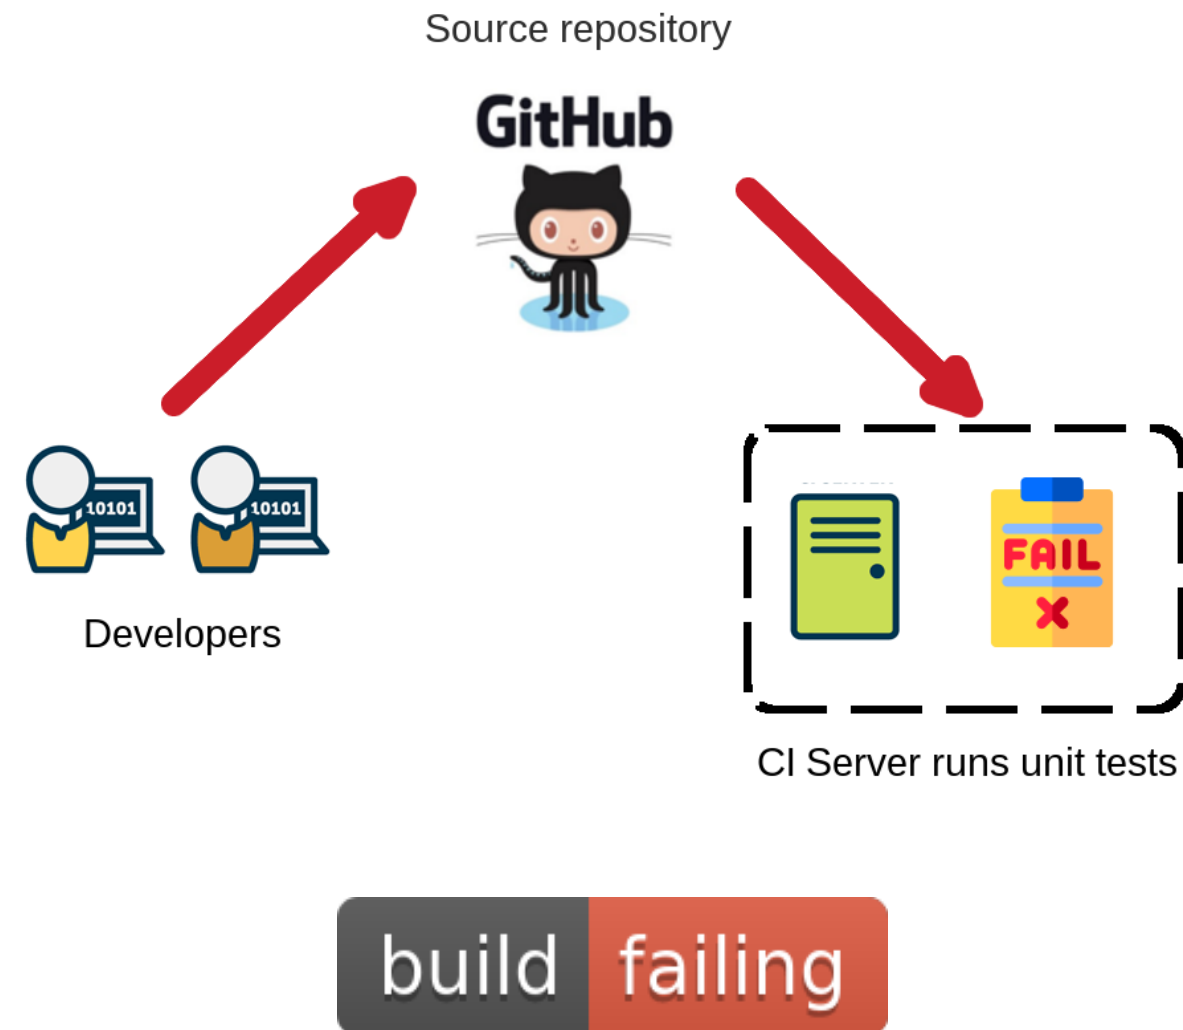 Source repository
GitHub
10101
10101
Developers
FAIL
CI Server runs unit tests
build failing